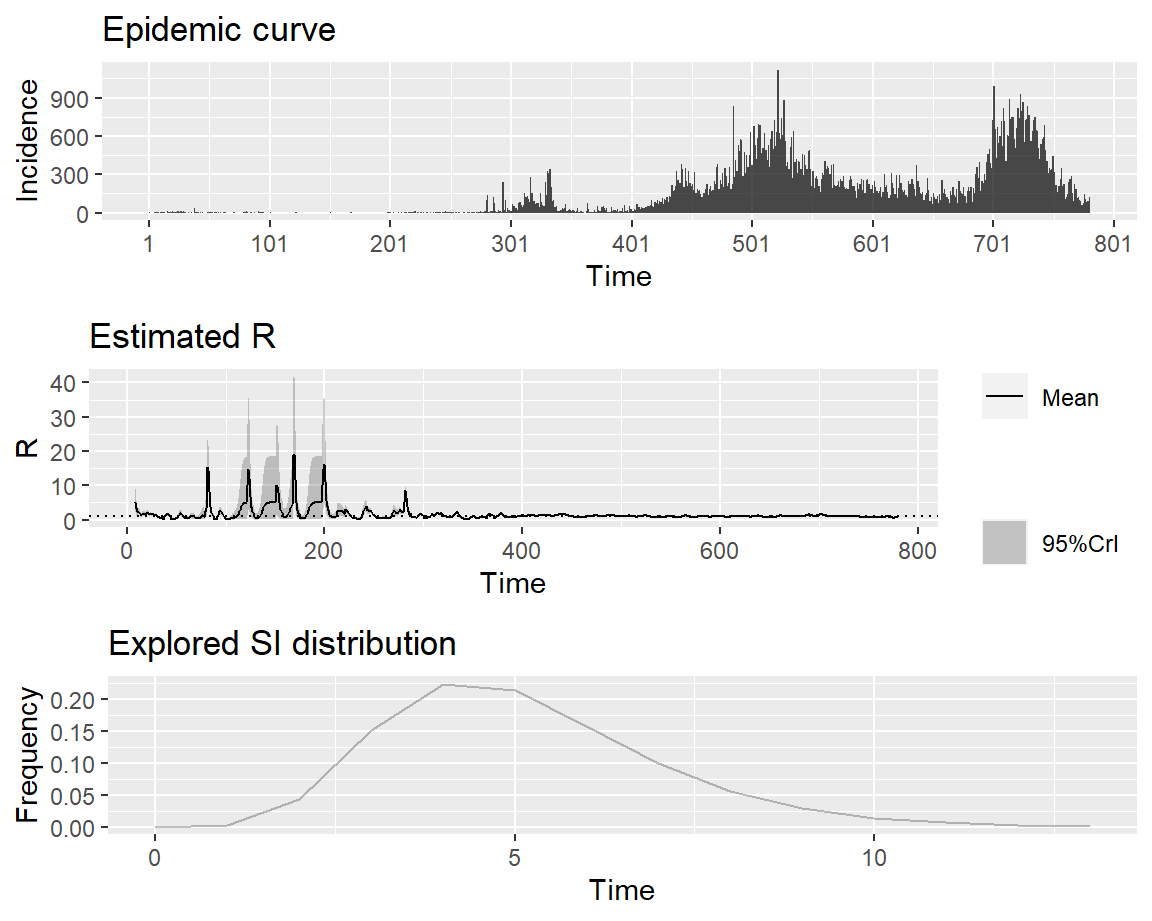 Epidemic curve
Incidence
900
600
300
0
1 101 201 301 401 501 601 701 801
Time
Estimated R
R
40
30
20
10
0
0 200 400 600 800
Time
Mean
95%CrI
Explored SI distribution
Frequency
0.20
0.15
0.10
0.05
0.00
0 5 10
Time